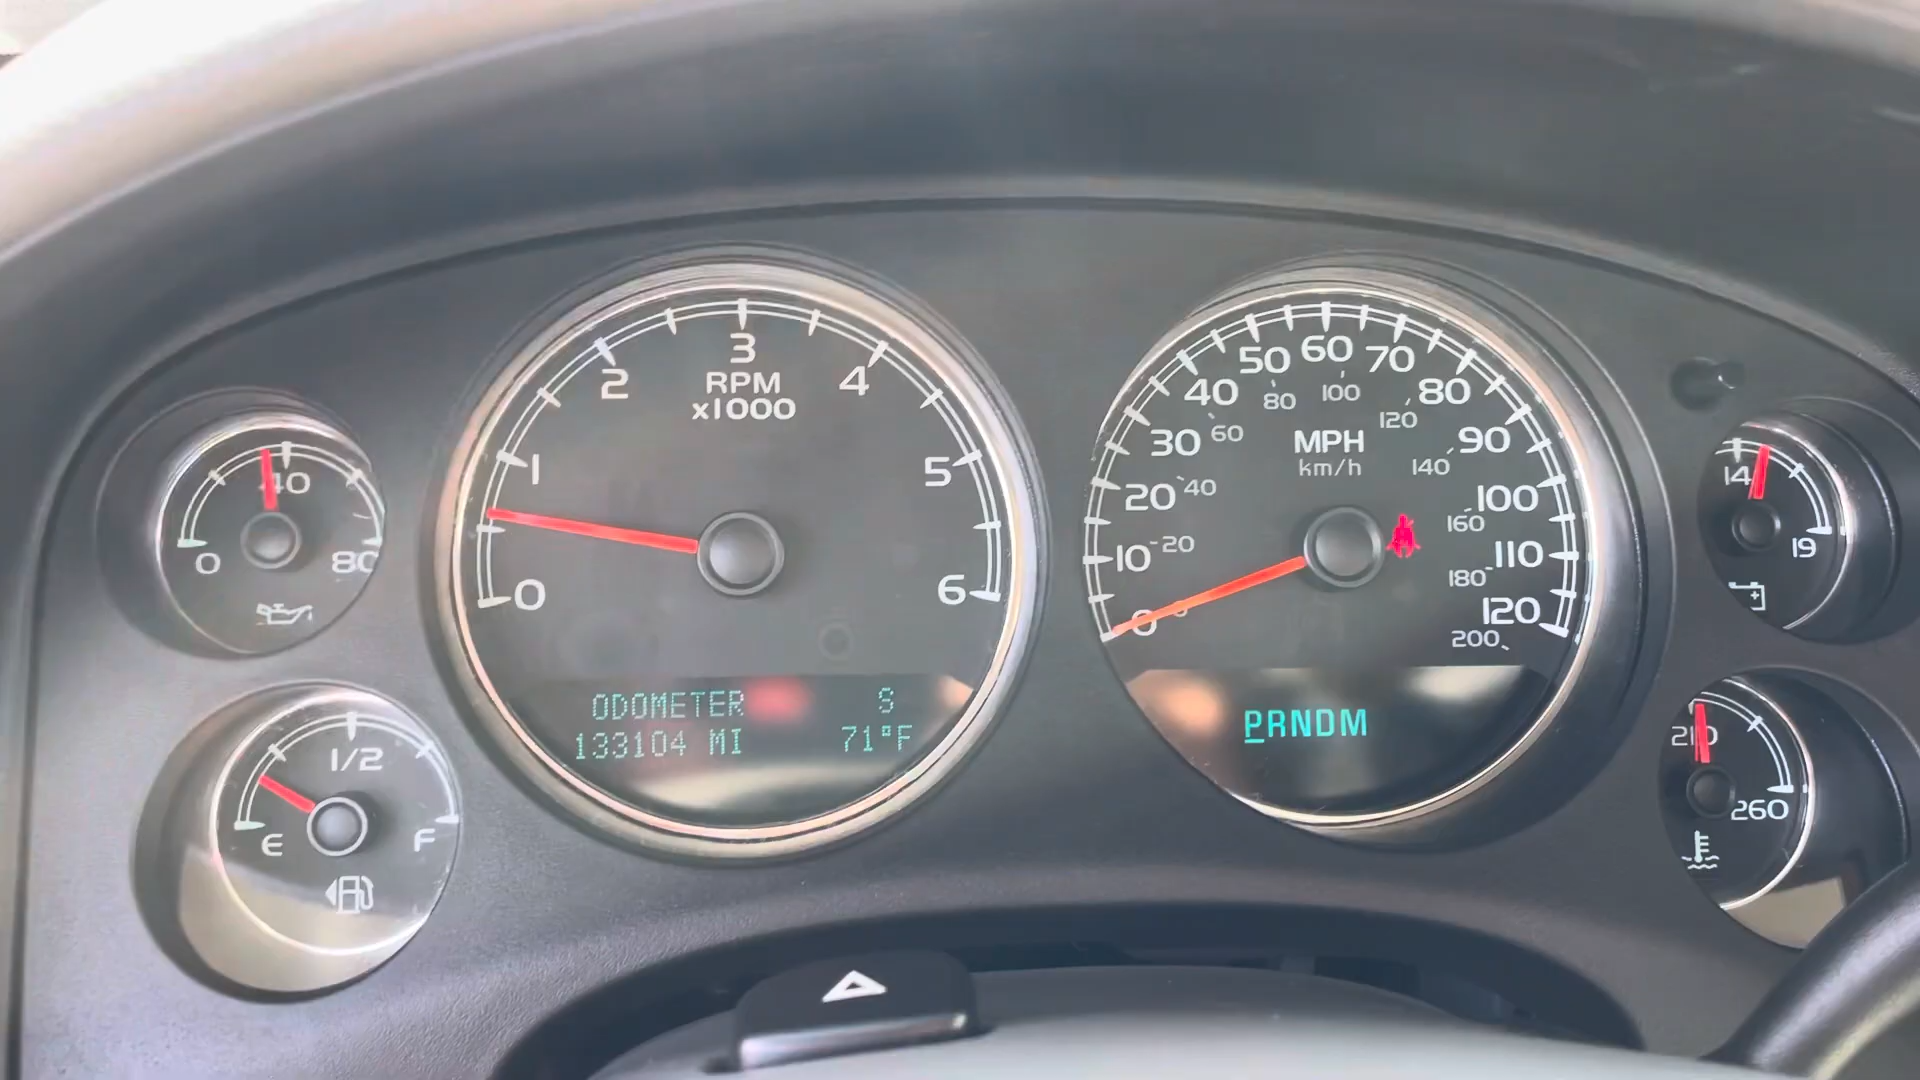 0 40 80
E 1/2 F
0 1 2 3 4 5 6
RPM
x1000
ODOMETER S
133104 MI 71°F
0 10 20 30 40 50 60 70 80 90 100 110 120
MPH
km/h
0 20 40 60 80 100 120 140 160 180 200
PRNDM
14 19
210 260